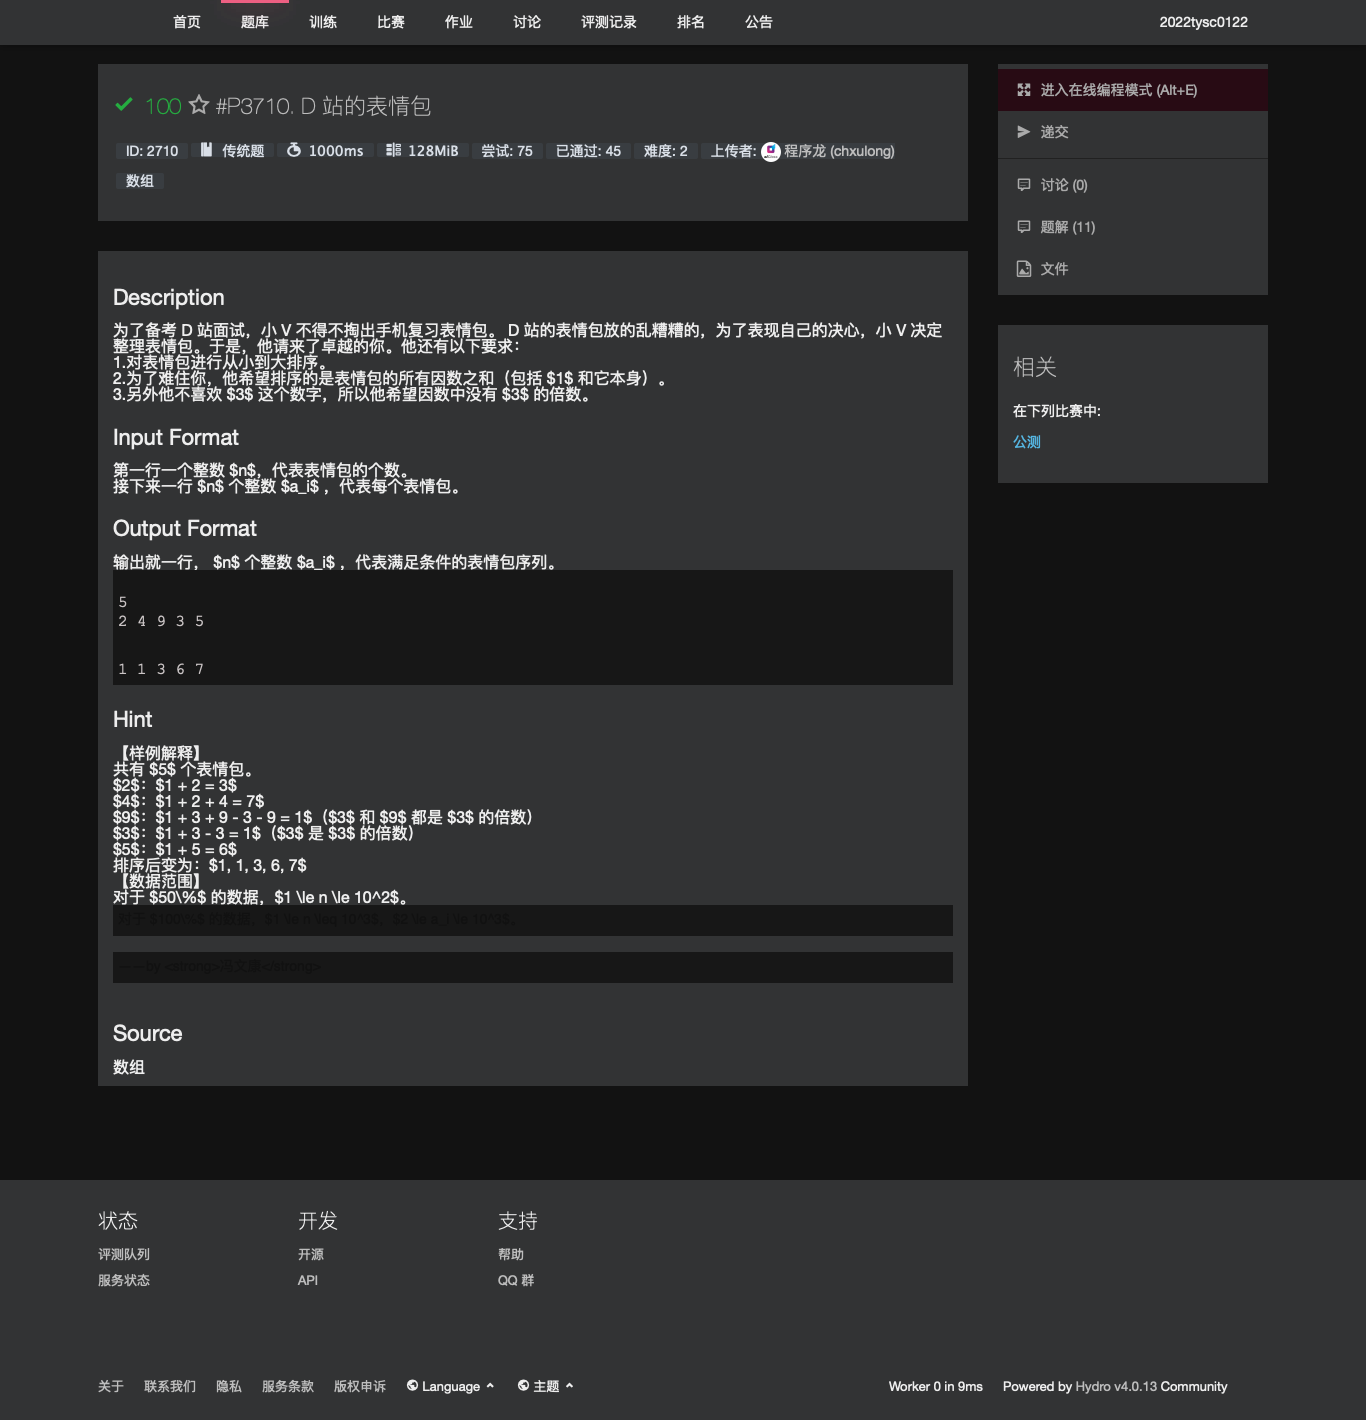 首页 题库 训练 比赛 作业 讨论 评测记录 排名 公告 2022tysc0122
100 #P3710. D 站的表情包
ID: 2710 传统题 1000ms 128MiB 尝试: 75 已通过: 45 难度: 2 上传者: 程序龙 (chxulong)
数组
进入在线编程模式 (Alt+E)
递交
讨论 (0)
题解 (11)
文件
相关
在下列比赛中:
公测
Description
为了备考 D 站面试，小 V 不得不掏出手机复习表情包。 D 站的表情包放的乱糟糟的，为了表现自己的决心，小 V 决定
整理表情包。于是，他请来了卓越的你。他还有以下要求：
1.对表情包进行从小到大排序。
2.为了难住你，他希望排序的是表情包的所有因数之和（包括 $1$ 和它本身）。
3.另外他不喜欢 $3$ 这个数字，所以他希望因数中没有 $3$ 的倍数。
Input Format
第一行一个整数 $n$，代表表情包的个数。
接下来一行 $n$ 个整数 $a_i$ ，代表每个表情包。
Output Format
输出就一行， $n$ 个整数 $a_i$ ，代表满足条件的表情包序列。
5
2 4 9 3 5
1 1 3 6 7
Hint
【样例解释】
共有 $5$ 个表情包。
$2$：$1 + 2 = 3$
$4$：$1 + 2 + 4 = 7$
$9$：$1 + 3 + 9 - 3 - 9 = 1$（$3$ 和 $9$ 都是 $3$ 的倍数）
$3$：$1 + 3 - 3 = 1$（$3$ 是 $3$ 的倍数）
$5$：$1 + 5 = 6$
排序后变为：$1, 1, 3, 6, 7$
【数据范围】
对于 $50\%$ 的数据，$1 \le n \le 10^2$。
对于 $100\%$ 的数据，$1 \le n \leq 10^3$，
Source
数组
状态 开发 支持
评测队列 开源 帮助
服务状态 API QQ 群
关于 联系我们 隐私 服务条款 版权申诉 Language 主题 Worker 0 in 9ms Powered by Hydro v4.0.13 Community